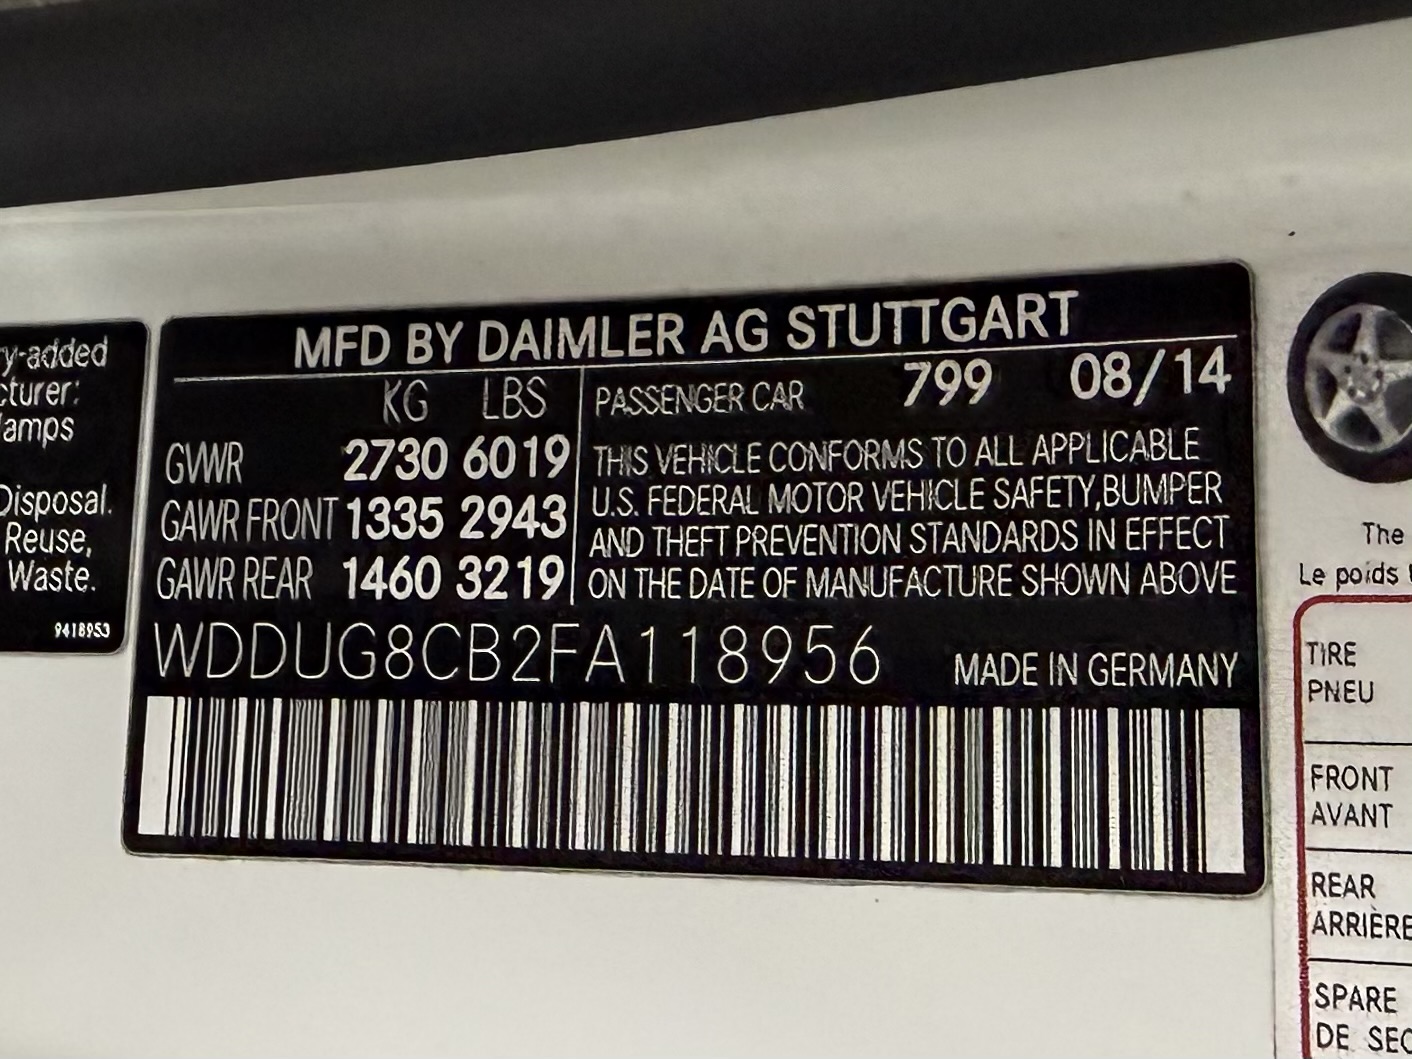 y-added
cturer:
amps
Disposal.
Reuse,
Waste.
9418953
MFD BY DAIMLER AG STUTTGART
KG LBS
GVWR 2730 6019
GAWR FRONT 1335 2943
GAWR REAR 1460 3219
PASSENGER CAR 799 08/14
THIS VEHICLE CONFORMS TO ALL APPLICABLE
U.S. FEDERAL MOTOR VEHICLE SAFETY,BUMPER
AND THEFT PREVENTION STANDARDS IN EFFECT
ON THE DATE OF MANUFACTURE SHOWN ABOVE
WDDUG8CB2FA118956 MADE IN GERMANY
The
Le poids
TIRE
PNEU
FRONT
AVANT
REAR
ARRIÈRE
SPARE
DE SEC